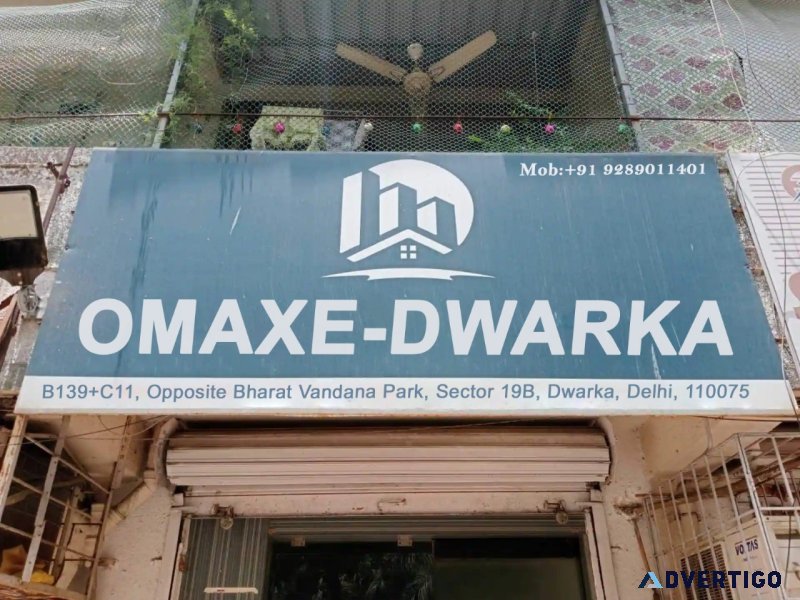 Mob:+91 9289011401
OMAXE-DWARKA
B139+C11, Opposite Bharat Vandana Park, Sector 19B, Dwarka, Delhi, 110075
VOLTAS
ADVERTIGO